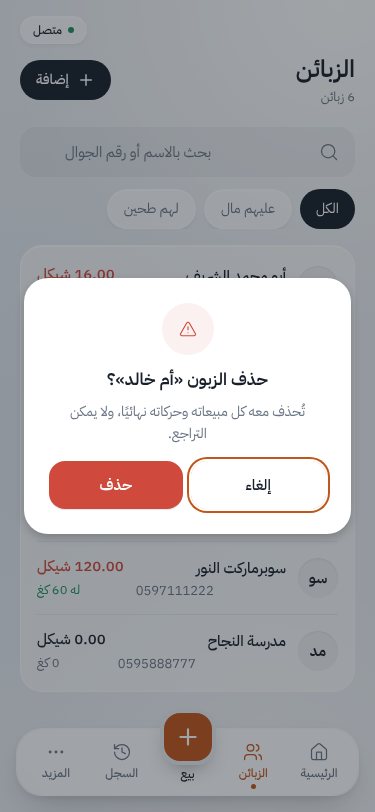 متصل
الزبائن
إضافة
6 زبائن
بحث بالاسم أو رقم الجوال
الكل
عليهم مال
لهم طحين
أبو محمد الشريف
16.00 شيكل
حذف الزبون «أم خالد»؟
تُحذف معه كل مبيعاته وحركاته نهائيًا، ولا يمكن
التراجع.
إلغاء
حذف
سو
سوبرماركت النور
120.00 شيكل
0597111222
له 60 كغ
مد
مدرسة النجاح
0.00 شيكل
0595888777
0 كغ
الرئيسية
الزبائن
بيع
السجل
المزيد